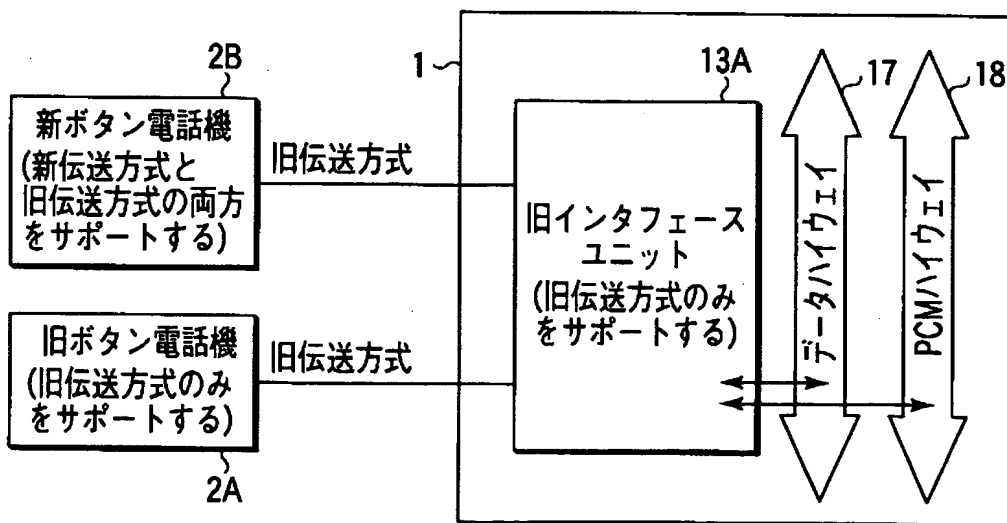 2B
新ボタン電話機
(新伝送方式と
旧伝送方式の両方
をサポートする)
旧伝送方式
旧ボタン電話機
(旧伝送方式のみ
をサポートする)
2A
旧伝送方式
1
13A
旧インタフェース
ユニット
(旧伝送方式のみ
をサポートする)
17
データハイウェイ
18
PCMハイウェイ